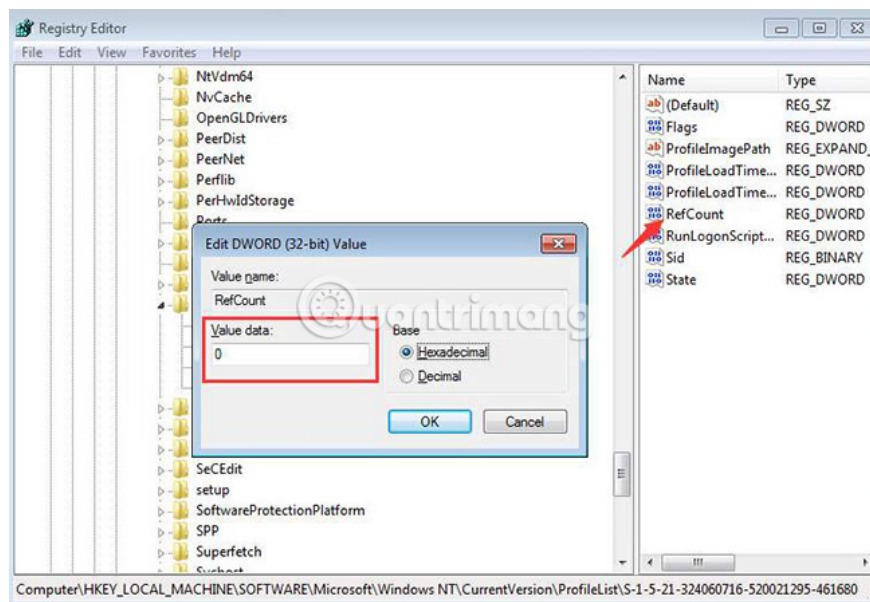 Registry Editor
File Edit View Favorites Help
NtVdm64
NvCache
OpenGLDrivers
PeerDist
PeerNet
Perflib
PerHwIdStorage
Ports
SeCEdit
setup
SoftwareProtectionPlatform
SPP
Superfetch
Svchost
Edit DWORD (32-bit) Value
Value name:
RefCount
Value data:
0
Base
Hexadecimal
Decimal
OK Cancel
Quantrimang
Name Type
(Default) REG_SZ
Flags REG_DWORD
ProfileImagePath REG_EXPAND_
ProfileLoadTime... REG_DWORD
ProfileLoadTime... REG_DWORD
RefCount REG_DWORD
RunLogonScript... REG_DWORD
Sid REG_BINARY
State REG_DWORD
Computer\HKEY_LOCAL_MACHINE\SOFTWARE\Microsoft\Windows NT\CurrentVersion\ProfileList\S-1-5-21-324060716-520021295-461680